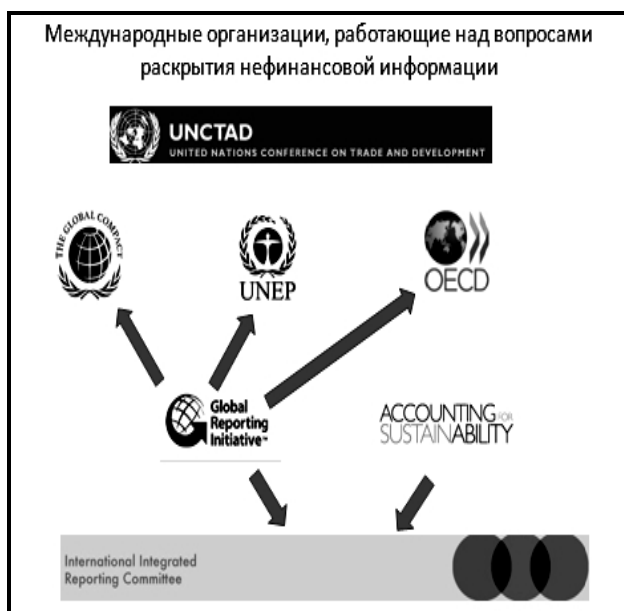 Международные организации, работающие над вопросами
раскрытия нефинансовой информации
UNCTAD
UNITED NATIONS CONFERENCE ON TRADE AND DEVELOPMENT
THE GLOBAL COMPACT
UNEP
OECD
Global
Reporting
Initiative™
ACCOUNTING FOR
SUSTAINABILITY
International Integrated
Reporting Committee